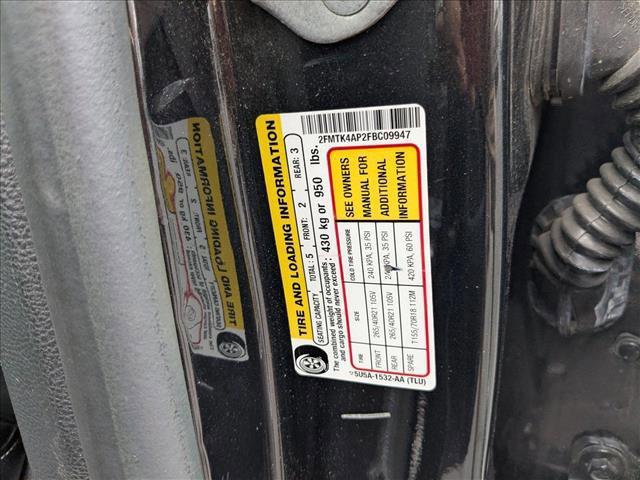 2FMTK4AP2FBC09947
TIRE AND LOADING INFORMATION
SEATING CAPACITY TOTAL : 5 FRONT: 2 REAR: 3
The combined weight of occupants
and cargo should never exceed : 430 kg or 950 lbs.
TIRE SIZE COLD TIRE PRESSURE
FRONT 265/40R21 105V 240 KPA, 35 PSI
REAR 265/40R21 105V 240 KPA, 35 PSI
SPARE T155/70R18 112M 420 KPA, 60 PSI
SEE OWNERS
MANUAL FOR
ADDITIONAL
INFORMATION
5U5A-1532-AA (TLU)